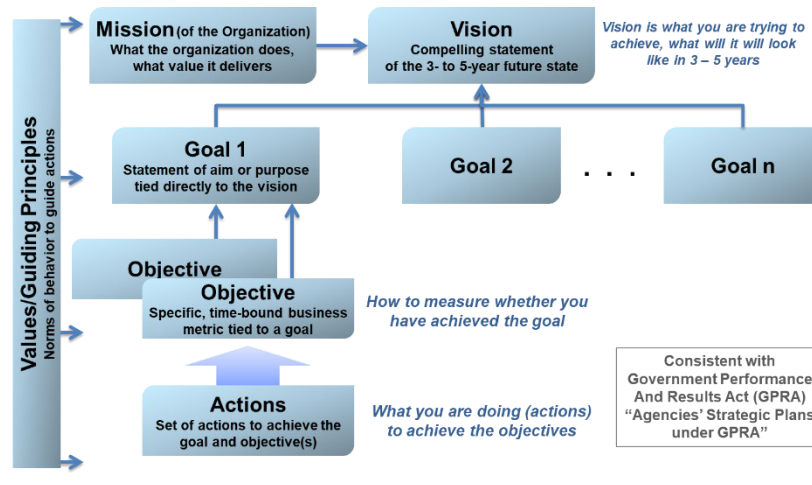 Values/Guiding Principles
Norms of behavior to guide actions
Mission (of the Organization)
What the organization does,
what value it delivers
Vision
Compelling statement
of the 3- to 5-year future state
Vision is what you are trying to
achieve, what will it will look
like in 3 – 5 years
Goal 1
Statement of aim or purpose
tied directly to the vision
Goal 2
. . .
Goal n
Objective
Objective
Specific, time-bound business
metric tied to a goal
How to measure whether you
have achieved the goal
Actions
Set of actions to achieve the
goal and objective(s)
What you are doing (actions)
to achieve the objectives
Consistent with
Government Performance
And Results Act (GPRA)
“Agencies’ Strategic Plans
under GPRA”